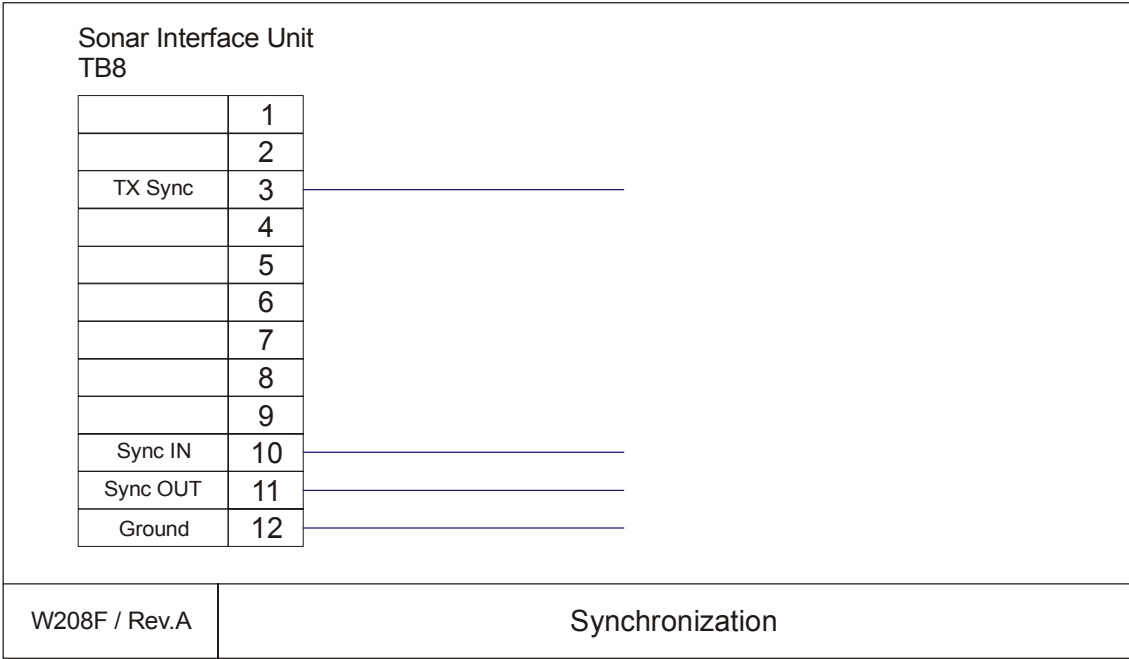 Sonar Interface Unit
TB8
1
2
TX Sync 3
4
5
6
7
8
9
Sync IN 10
Sync OUT 11
Ground 12
W208F / Rev.A Synchronization